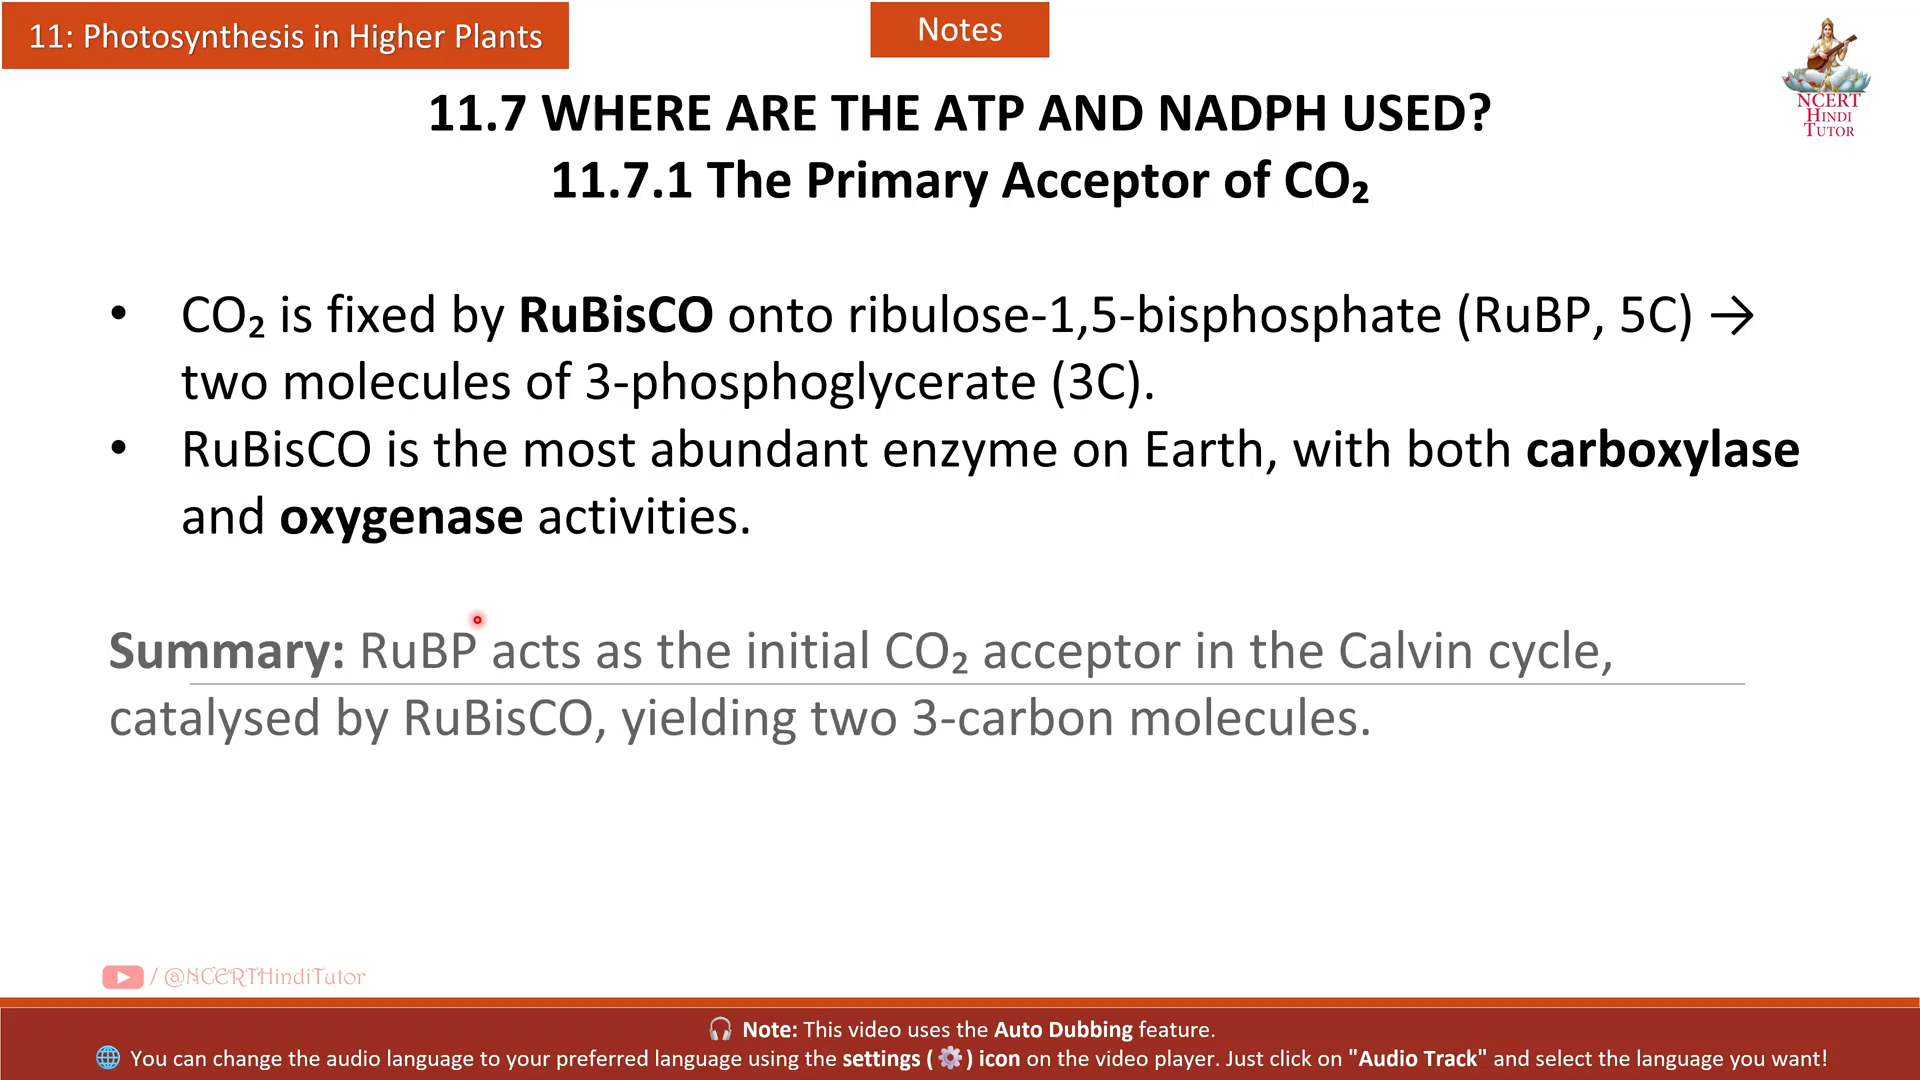 11: Photosynthesis in Higher Plants
Notes
NCERT
HINDI
TUTOR
11.7 WHERE ARE THE ATP AND NADPH USED?
11.7.1 The Primary Acceptor of CO₂
• CO₂ is fixed by RuBisCO onto ribulose-1,5-bisphosphate (RuBP, 5C) →
two molecules of 3-phosphoglycerate (3C).
• RuBisCO is the most abundant enzyme on Earth, with both carboxylase
and oxygenase activities.
Summary: RuBP acts as the initial CO₂ acceptor in the Calvin cycle,
catalysed by RuBisCO, yielding two 3-carbon molecules.
/ @NCERTHindiTutor
🎧 Note: This video uses the Auto Dubbing feature.
🌐 You can change the audio language to your preferred language using the settings ( ⚙️ ) icon on the video player. Just click on "Audio Track" and select the language you want!